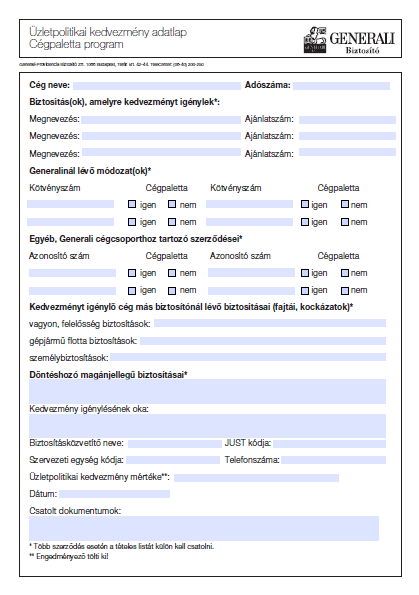 Üzletpolitikai kedvezmény adatlap
Cégpaletta program
GENERALI
Biztosító
Generali-Providencia Biztosító Zrt. 1066 Budapest, Teréz krt. 42-44. Telecenter: (06-40) 200-250
Cég neve: Adószáma:
Biztosítás(ok), amelyre kedvezményt igénylek*:
Megnevezés: Ajánlatszám:
Megnevezés: Ajánlatszám:
Megnevezés: Ajánlatszám:
Generalinál lévő módozat(ok)*
Kötvényszám Cégpaletta Kötvényszám Cégpaletta
igen nem igen nem
igen nem igen nem
Egyéb, Generali cégcsoporthoz tartozó szerződései*
Azonosító szám Cégpaletta Azonosító szám Cégpaletta
igen nem igen nem
igen nem igen nem
Kedvezményt igénylő cég más biztosítónál lévő biztosításai (fajtái, kockázatok)*
vagyon, felelősség biztosítások:
gépjármű flotta biztosítások:
személybiztosítások:
Döntéshozó magánjellegű biztosításai*
Kedvezmény igénylésének oka:
Biztosításközvetítő neve: JUST kódja:
Szervezeti egység kódja: Telefonszáma:
Üzletpolitikai kedvezmény mértéke**:
Dátum:
Csatolt dokumentumok:
* Több szerződés esetén a tételes listát külön kell csatolni.
** Engedményező tölti ki!